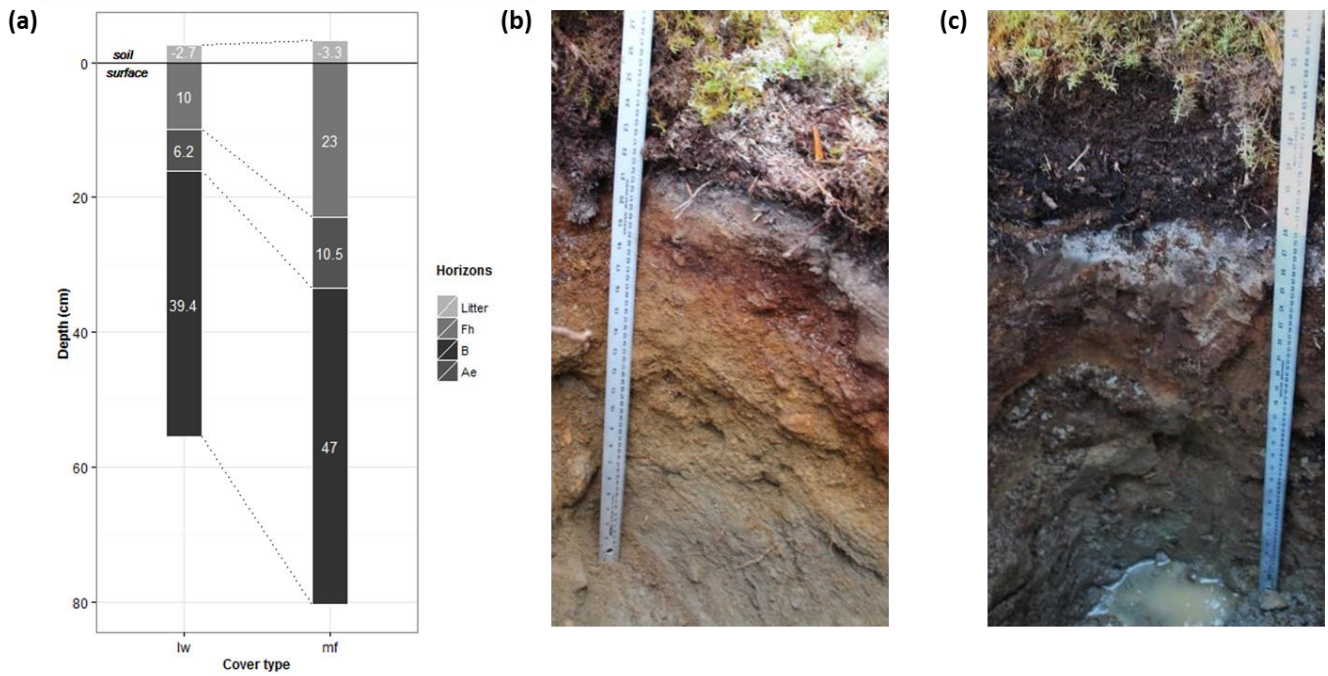 (a)
(b)
(c)
soil
surface
-2.7
-3.3
0
10
23
6.2
10.5
39.4
47
20
40
60
80
Depth (cm)
lw
mf
Cover type
Horizons
Litter
Fh
B
Ae